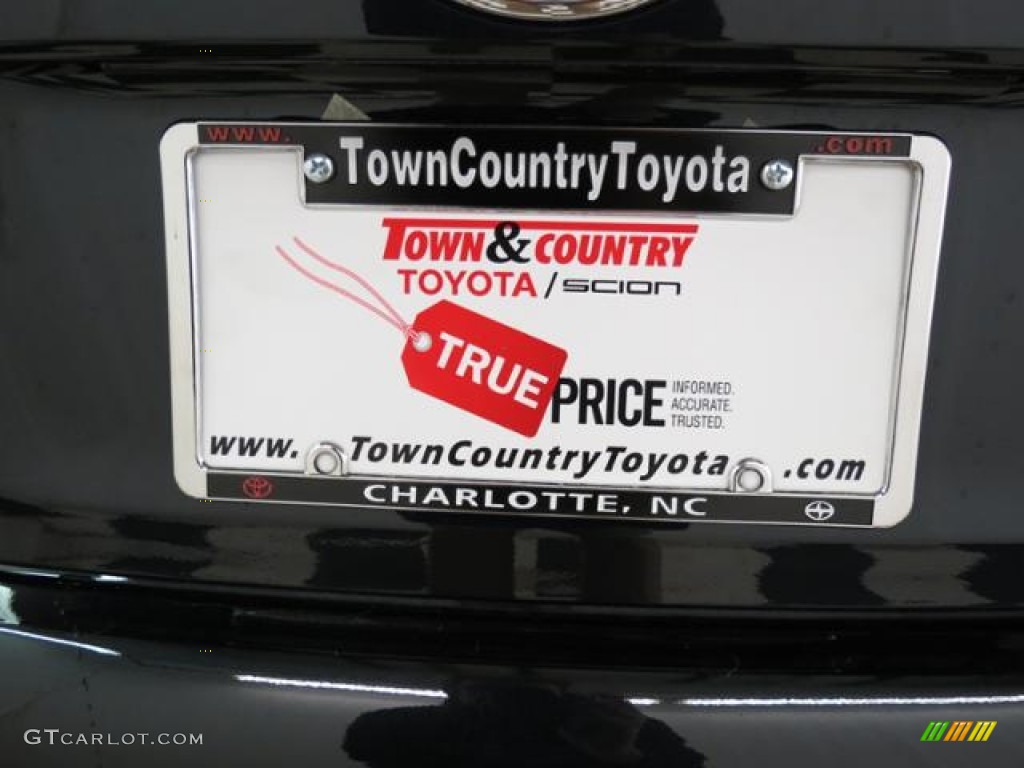 www. .com
TownCountryToyota
TOWN & COUNTRY
TOYOTA / SCION
TRUE
PRICE
INFORMED.
ACCURATE.
TRUSTED.
www. TownCountryToyota .com
CHARLOTTE, NC
GTCARLOT.COM